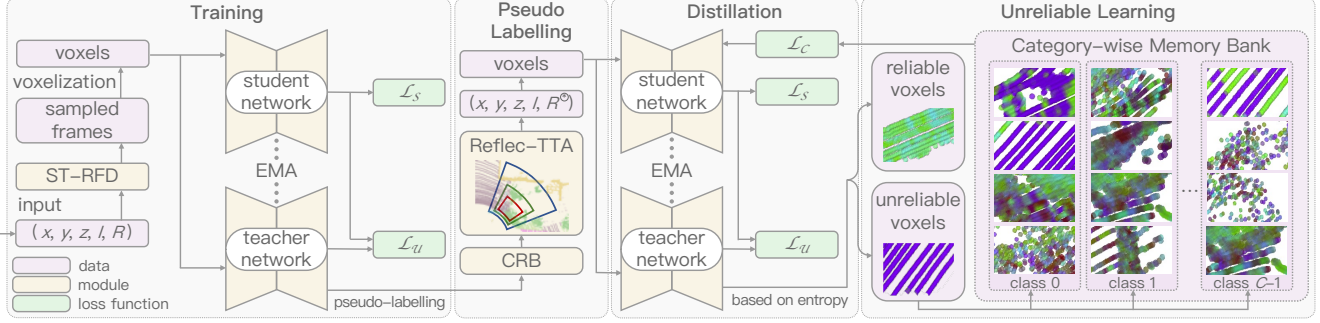 Training
voxels
voxelization
sampled
frames
ST-RFD
input
(x, y, z, I, R)
data
module
loss function
student
network
ℒ𝒮
EMA
teacher
network
ℒ𝒰
pseudo-labelling
Pseudo
Labelling
voxels
(x, y, z, I, R⊛)
Reflec-TTA
CRB
Distillation
student
network
ℒ𝒞
ℒ𝒮
EMA
teacher
network
ℒ𝒰
based on entropy
Unreliable Learning
reliable
voxels
unreliable
voxels
Category-wise Memory Bank
...
class 0
class 1
class C-1